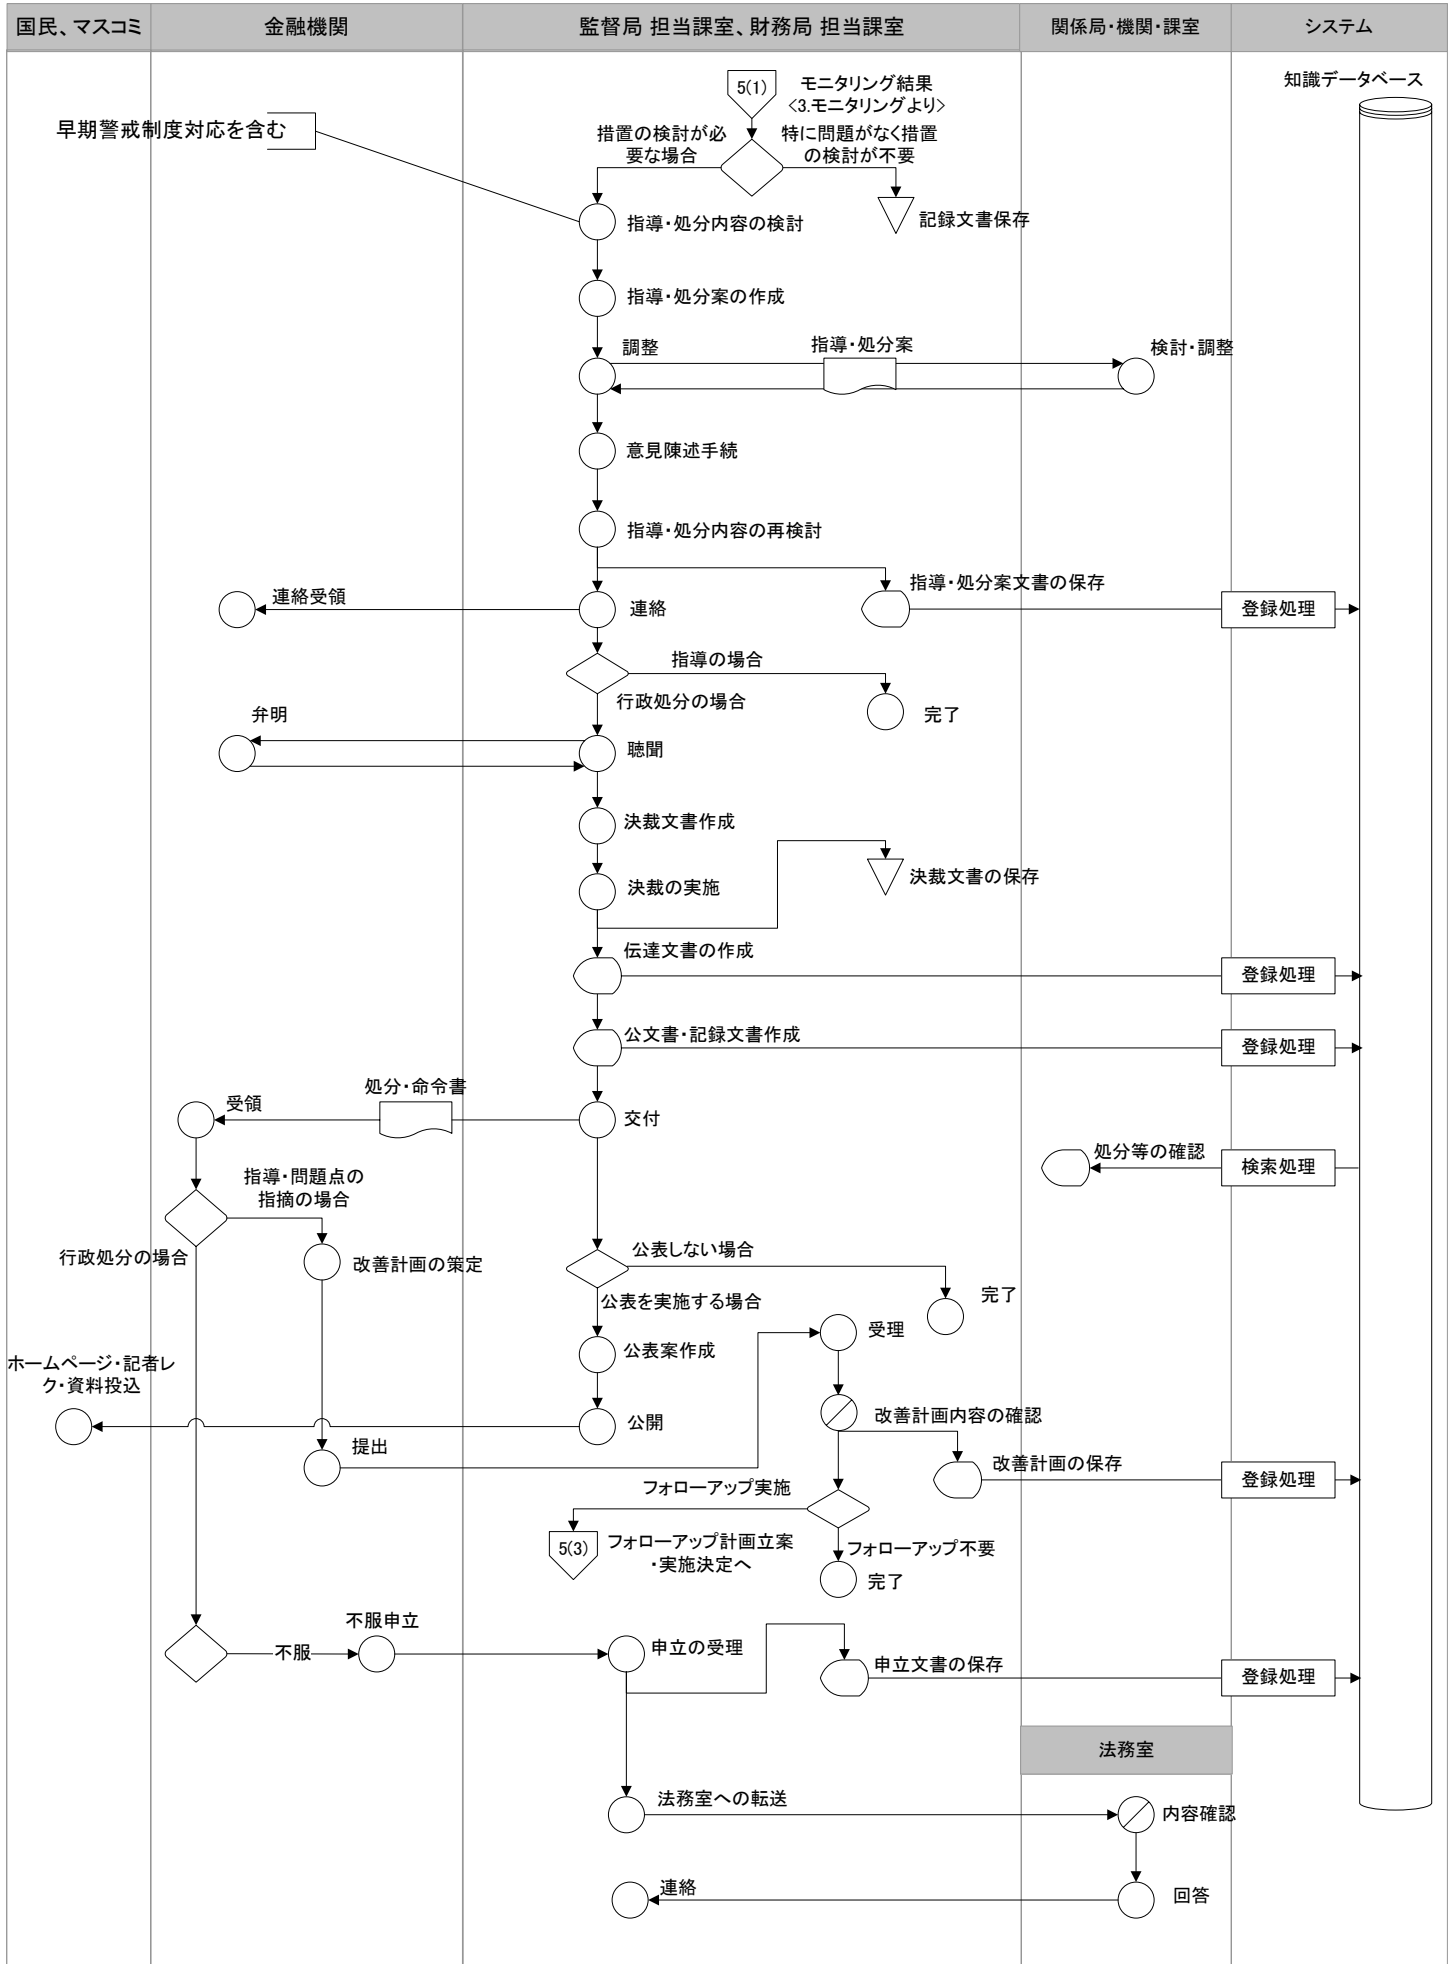 国民、マスコミ
金融機関
監督局 担当課室、財務局 担当課室
関係局・機関・課室
システム
知識データベース
5(1)
モニタリング結果
<3.モニタリングより>
早期警戒制度対応を含む
措置の検討が必
要な場合
特に問題がなく措置
の検討が不要
指導・処分内容の検討
記録文書保存
指導・処分案の作成
調整
指導・処分案
検討・調整
意見陳述手続
指導・処分内容の再検討
指導・処分案文書の保存
連絡受領
連絡
登録処理
指導の場合
行政処分の場合
完了
弁明
聴聞
決裁文書作成
決裁の実施
決裁文書の保存
伝達文書の作成
登録処理
公文書・記録文書作成
登録処理
処分・命令書
受領
交付
処分等の確認
検索処理
指導・問題点の
指摘の場合
行政処分の場合
改善計画の策定
公表しない場合
完了
公表を実施する場合
受理
公表案作成
ホームページ・記者レ
ク・資料投込
公開
改善計画内容の確認
提出
改善計画の保存
登録処理
フォローアップ実施
5(3)
フォローアップ計画立案
・実施決定へ
フォローアップ不要
完了
不服
不服申立
申立の受理
申立文書の保存
登録処理
法務室
法務室への転送
内容確認
連絡
回答